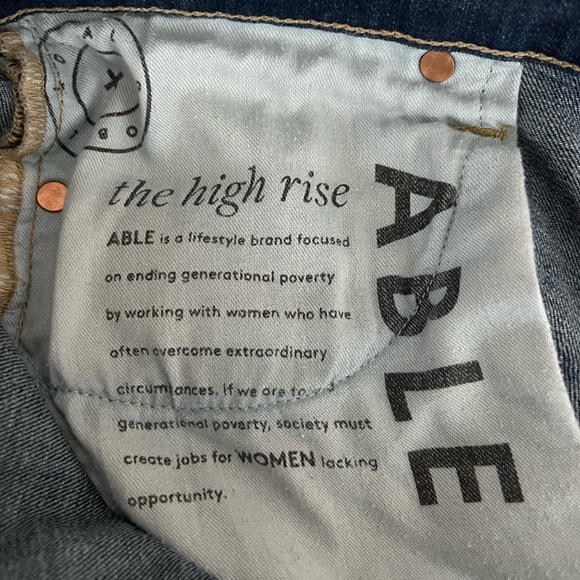 the high rise
ABLE is a lifestyle brand focused
on ending generational poverty
by working with women who have
often overcome extraordinary
circumstances. If we are to
generational poverty, society must
create jobs for WOMEN lacking
opportunity.
ABLE